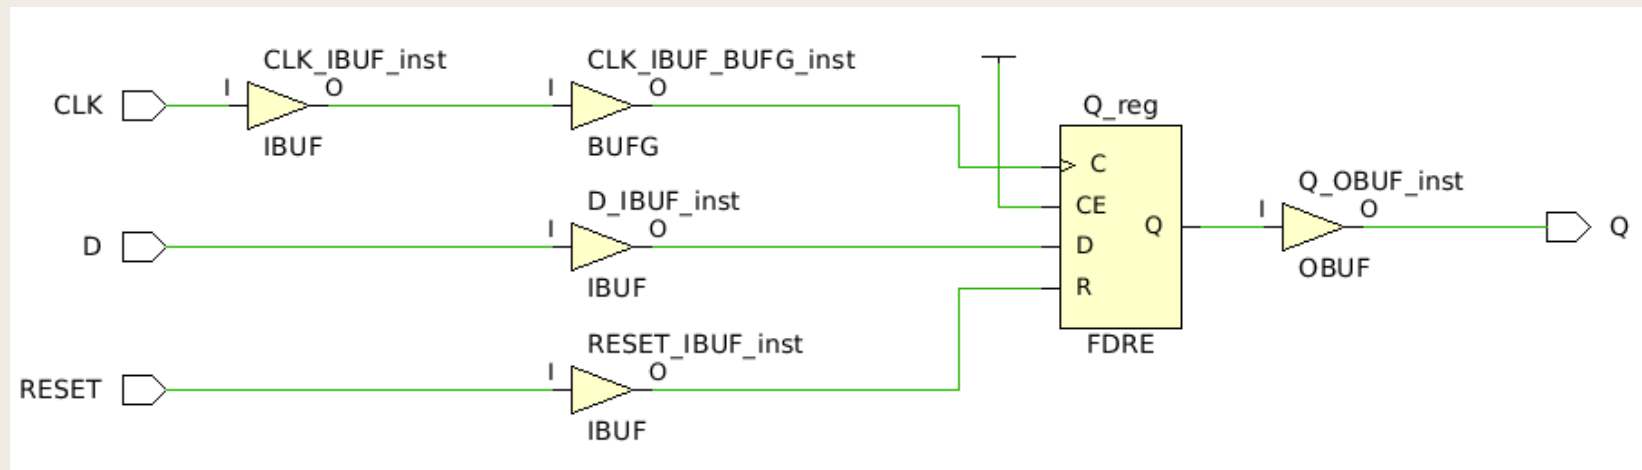 CLK_IBUF_inst
CLK_IBUF_BUFG_inst
I
O
I
O
CLK
IBUF
BUFG
Q_reg
C
CE
D
R
Q
FDRE
D_IBUF_inst
I
O
D
IBUF
Q_OBUF_inst
I
O
Q
OBUF
RESET_IBUF_inst
I
O
RESET
IBUF